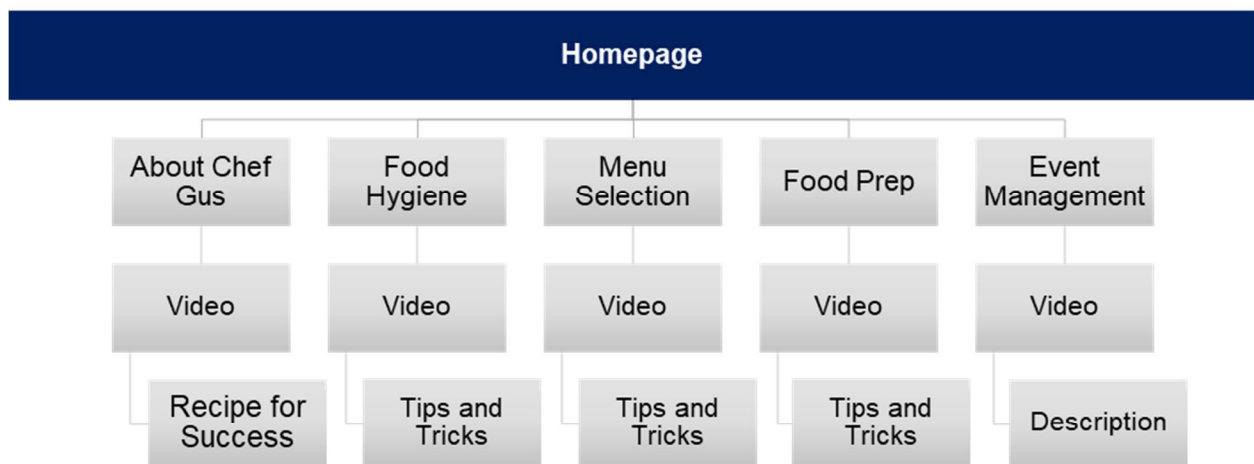 Homepage
About Chef
Gus
Food
Hygiene
Menu
Selection
Food Prep
Event
Management
Video
Video
Video
Video
Video
Recipe for
Success
Tips and
Tricks
Tips and
Tricks
Tips and
Tricks
Description